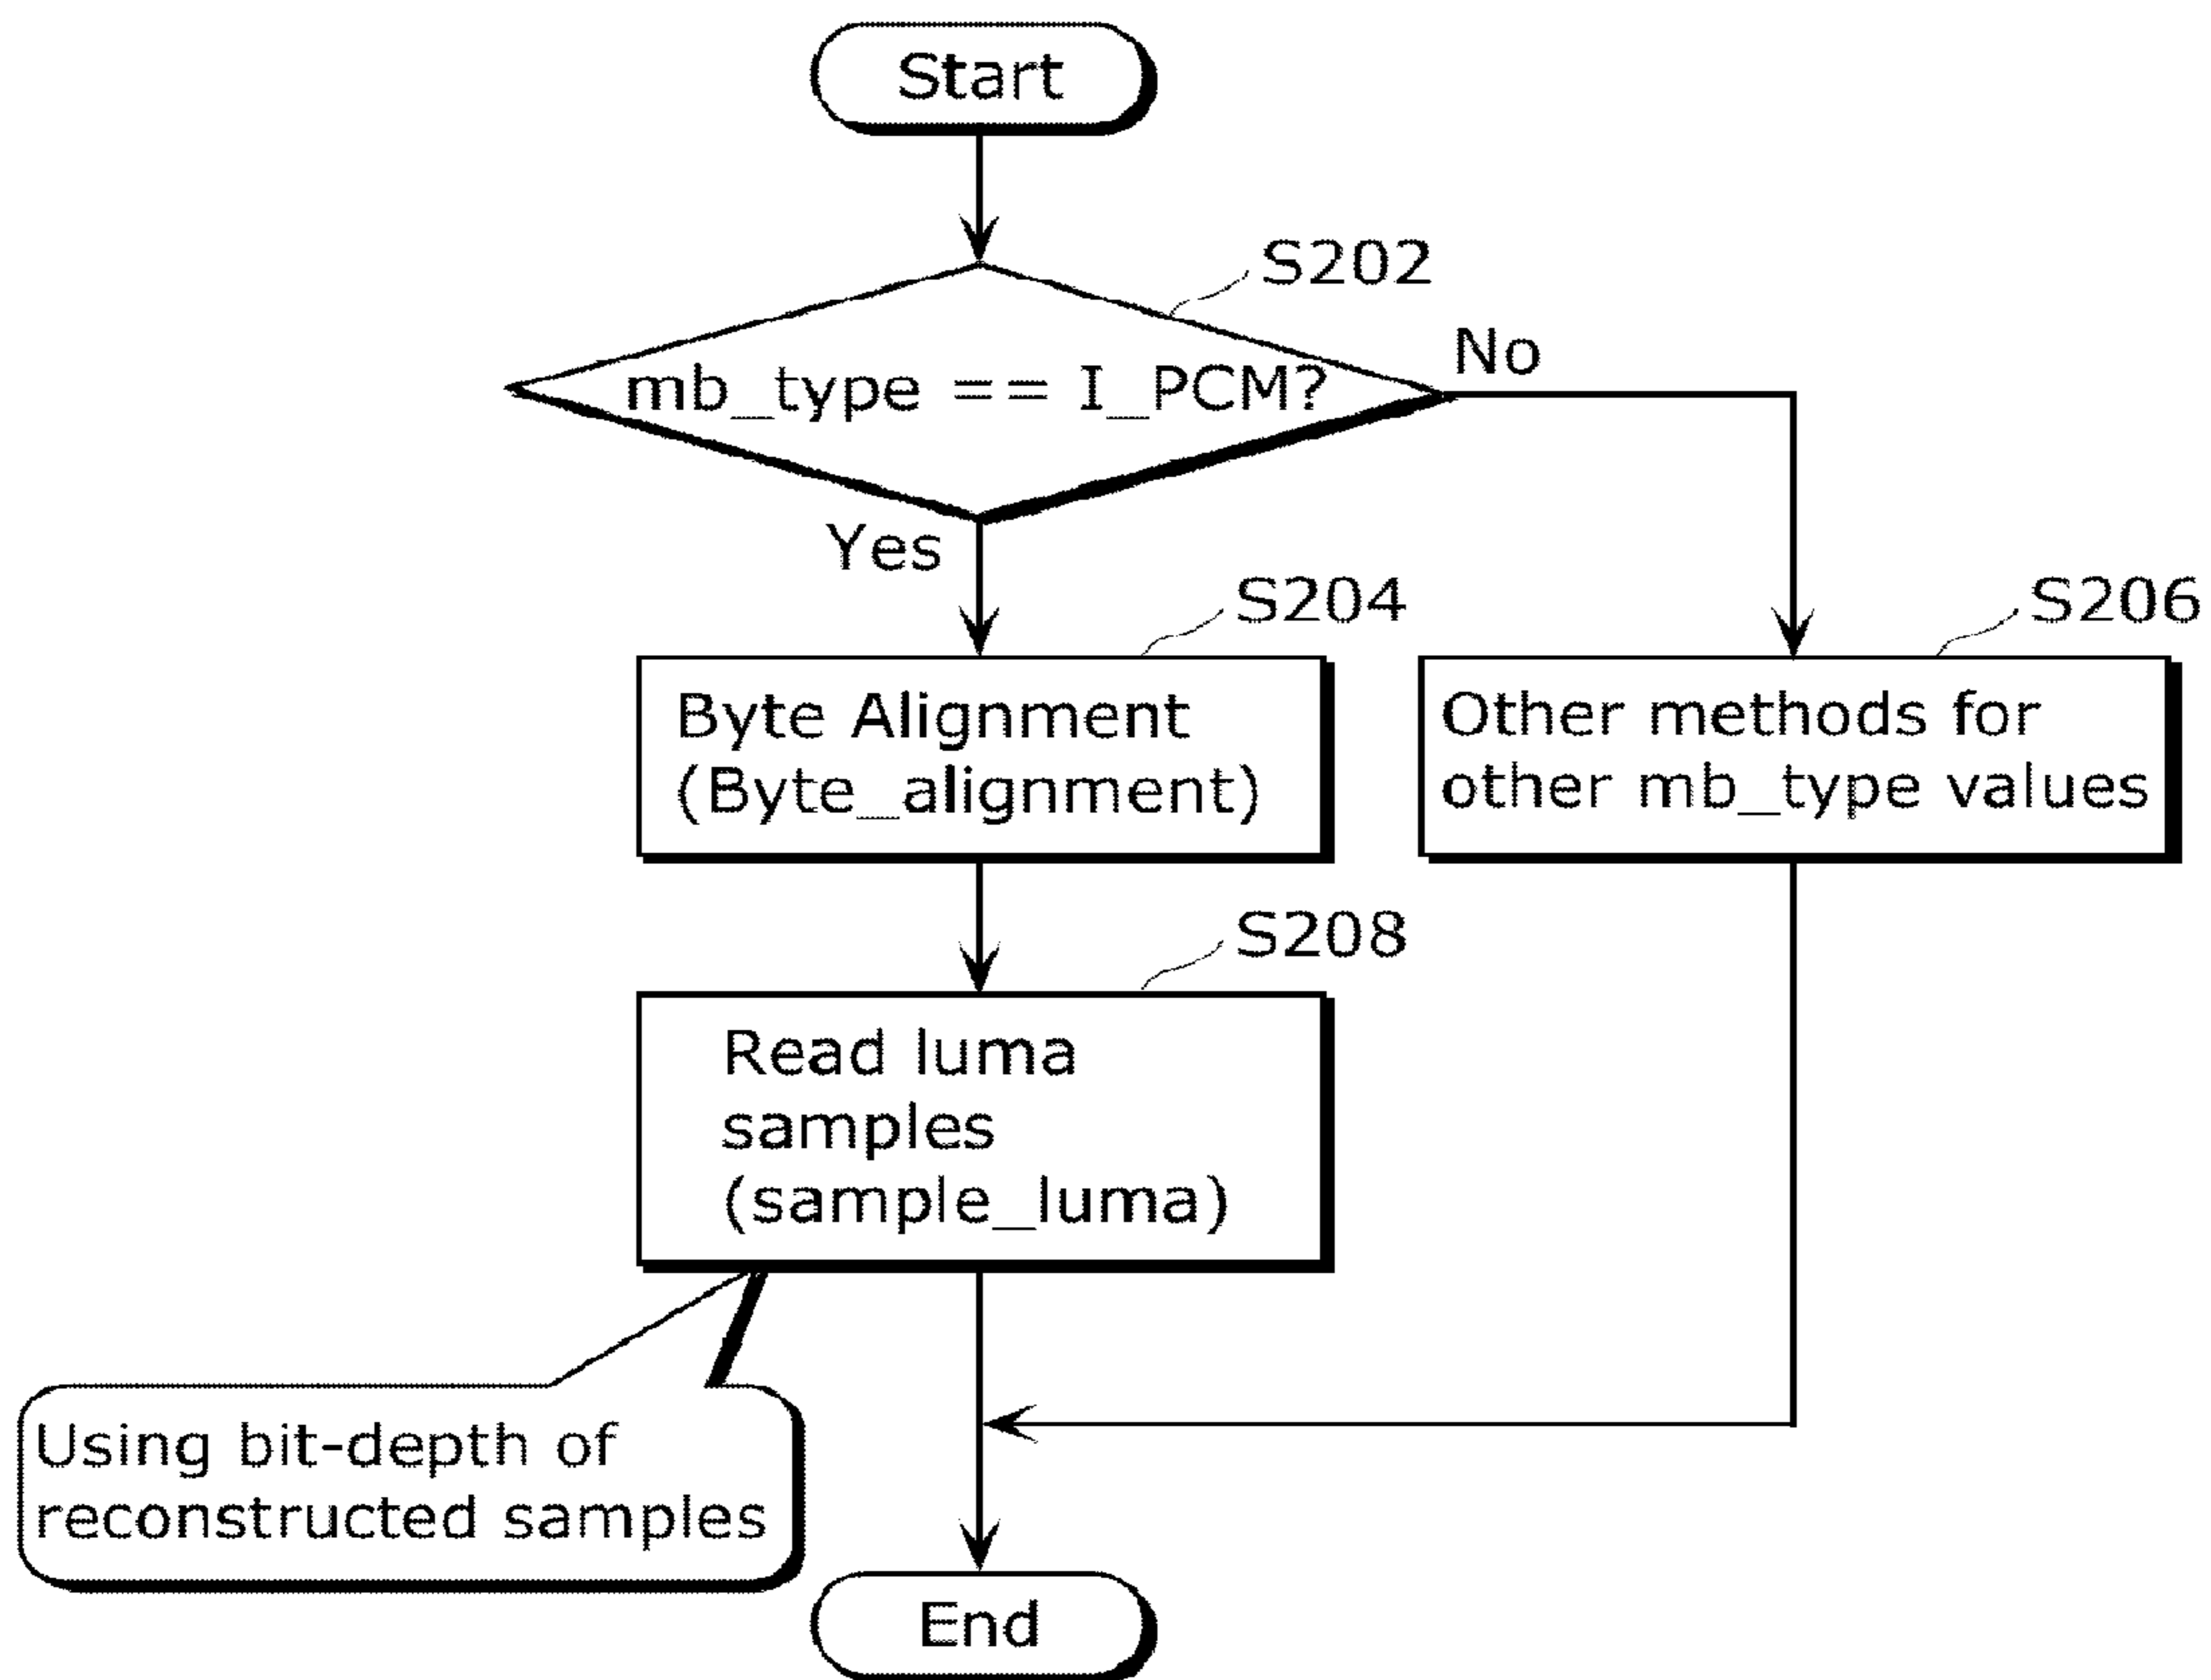 Start
S202
mb_type == I_PCM?
No
Yes
S204
S206
Byte Alignment
(Byte_alignment)
Other methods for
other mb_type values
S208
Read luma
samples
(sample_luma)
Using bit-depth of
reconstructed samples
End